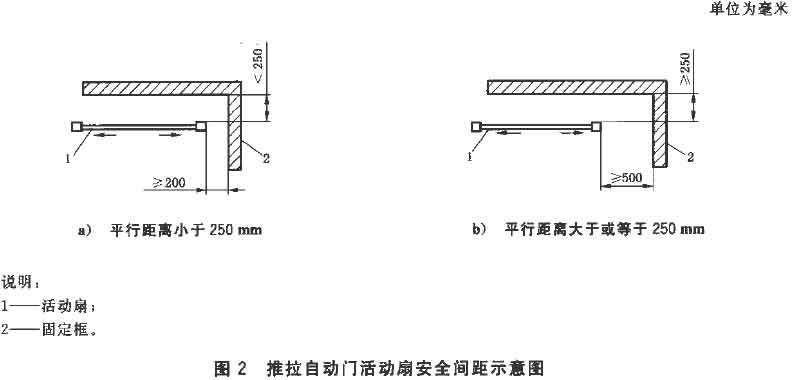 单位为毫米
<250
1
2
≥200
a) 平行距离小于 250 mm
≥250
1
2
≥500
b) 平行距离大于或等于 250 mm
说明：
1——活动扇；
2——固定框。
图 2 推拉自动门活动扇安全间距示意图